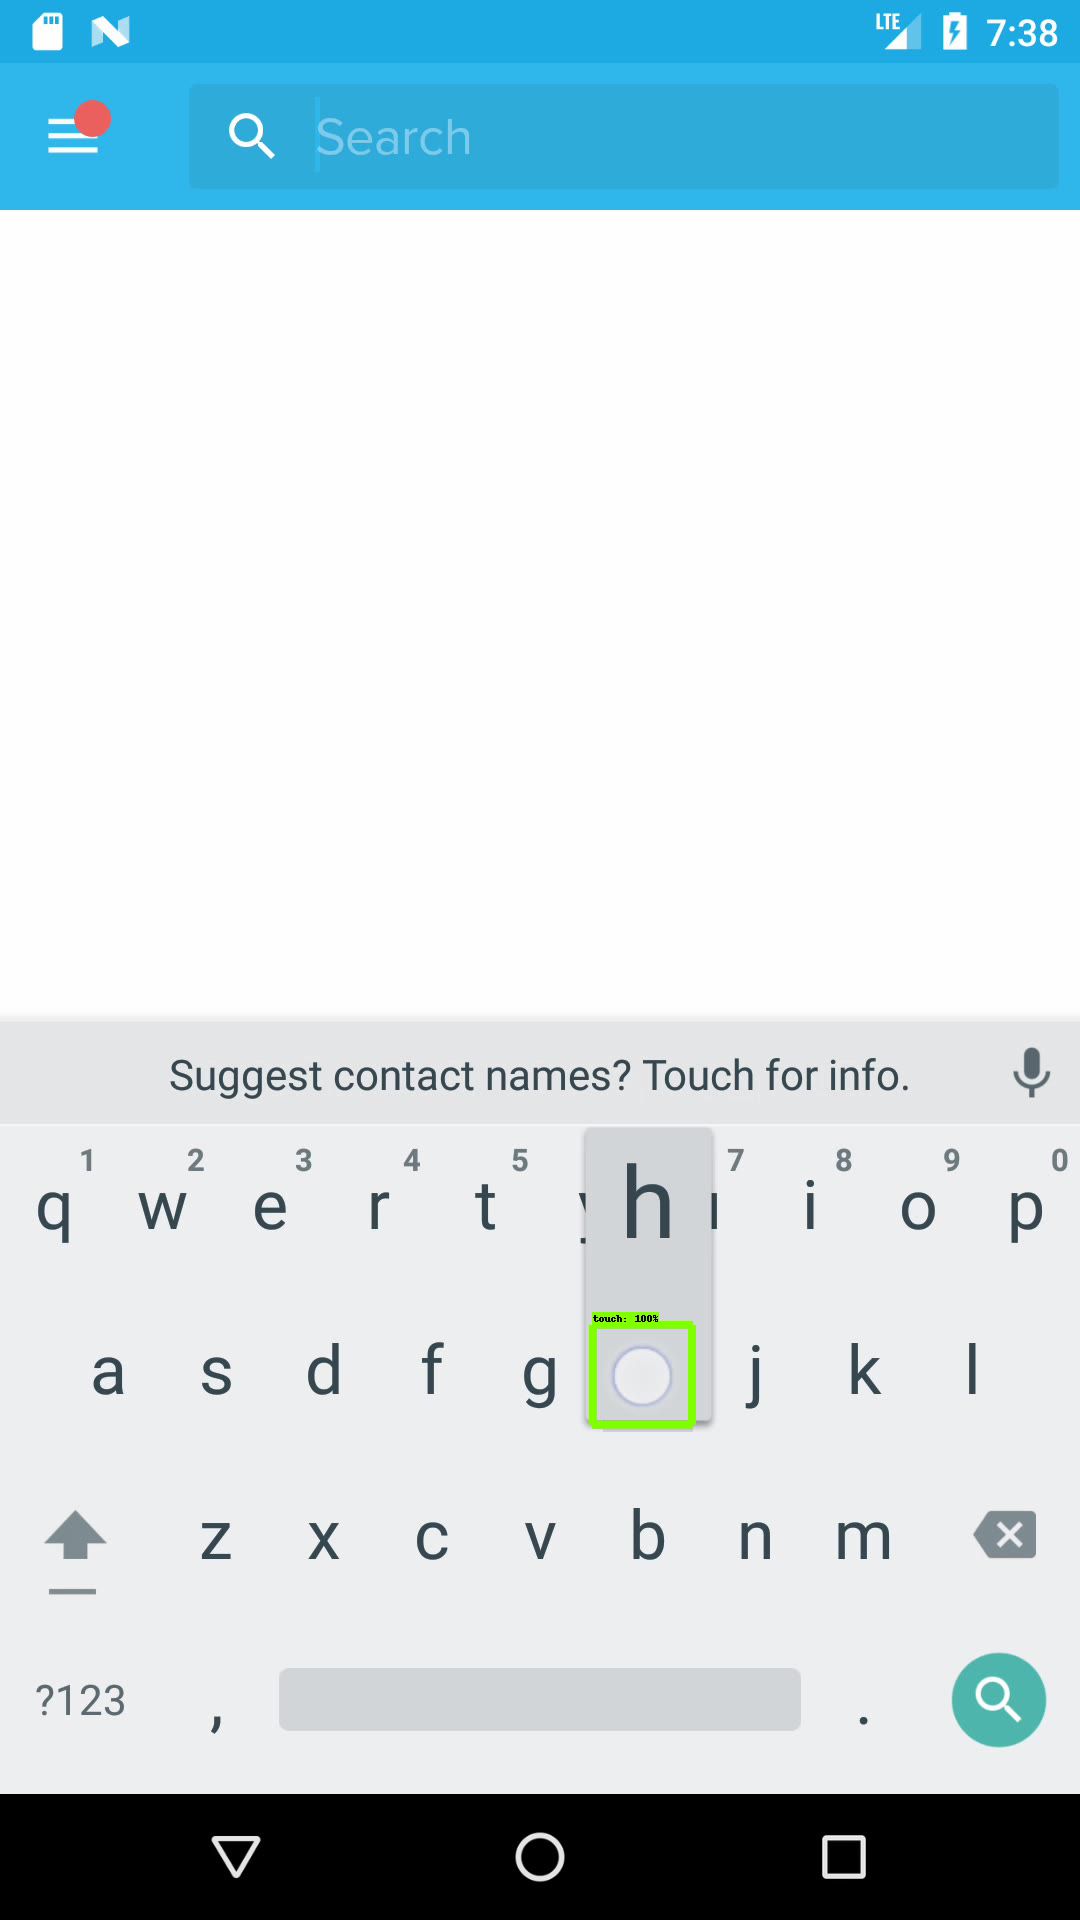 LTE 7:38
Search
Suggest contact names? Touch for info.
h
1 2 3 4 5 7 8 9 0
q w e r t i o p
touch: 100%
a s d f g j k l
z x c v b n m
?123 , .